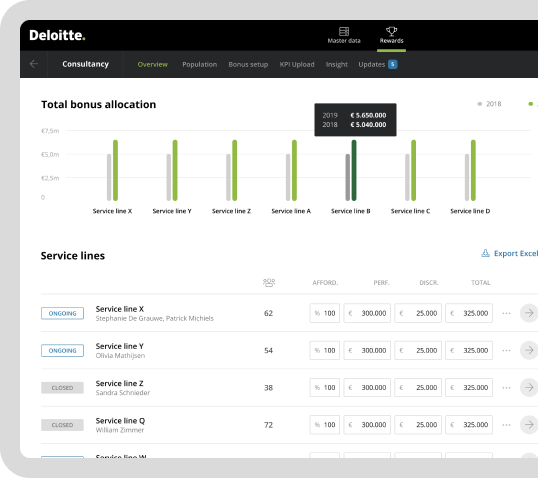 Deloitte.
Master data
Rewards
Consultancy
Overview
Population
Bonus setup
KPI Upload
Insight
Updates 5
Total bonus allocation
2018
2019 € 5.650.000
2018 € 5.040.000
€7,5m
€5,0m
€2,5m
0
Service line X
Service line Y
Service line Z
Service line A
Service line B
Service line C
Service line D
Service lines
Export Excel
AFFORD. PERF. DISCR. TOTAL
ONGOING Service line X 62 % 100 € 300.000 € 25.000 € 325.000 ...
Stephanie De Grauwe, Patrick Michiels
ONGOING Service line Y 54 % 100 € 300.000 € 25.000 € 325.000 ...
Olivia Mathijsen
CLOSED Service line Z 38 % 100 € 300.000 € 25.000 € 325.000 ...
Sandra Schnieder
CLOSED Service line Q 72 % 100 € 300.000 € 25.000 € 325.000 ...
William Zimmer
Service line W